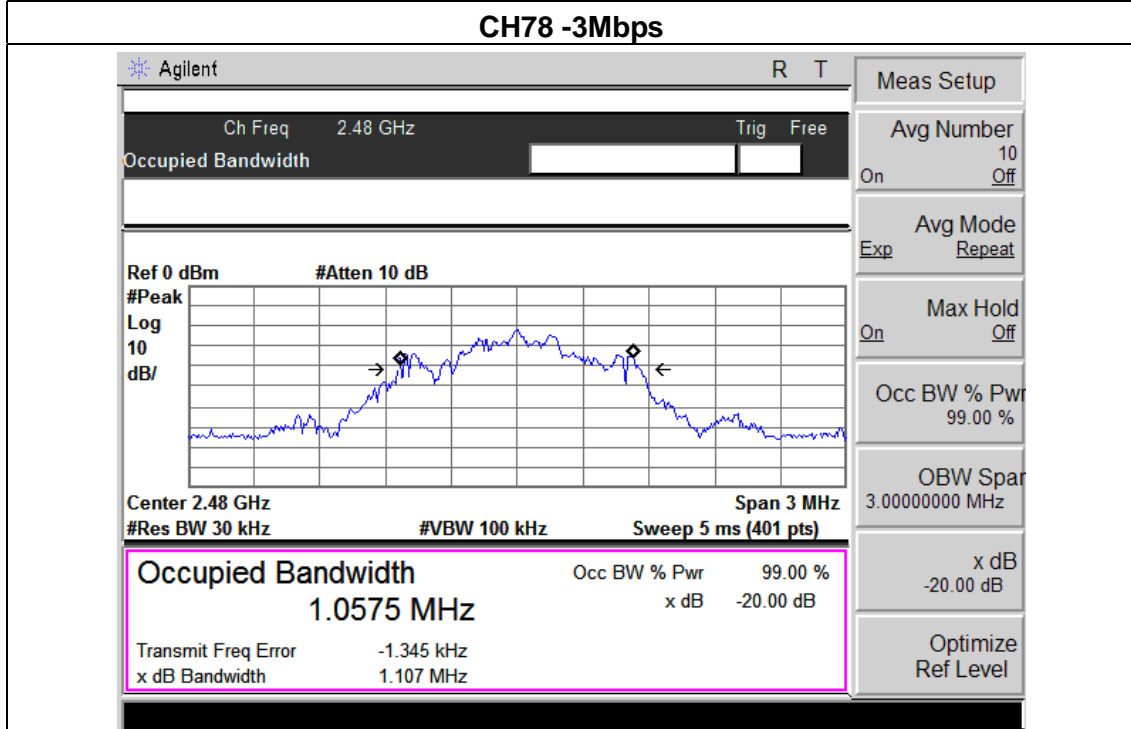 CH78 -3Mbps
Agilent R T
Ch Freq 2.48 GHz Trig Free
Occupied Bandwidth
Ref 0 dBm #Atten 10 dB
#Peak
Log
10
dB/
Center 2.48 GHz Span 3 MHz
#Res BW 30 kHz #VBW 100 kHz Sweep 5 ms (401 pts)
Occupied Bandwidth Occ BW % Pwr 99.00 %
1.0575 MHz x dB -20.00 dB
Transmit Freq Error -1.345 kHz
x dB Bandwidth 1.107 MHz
Meas Setup
Avg Number
10
On Off
Avg Mode
Exp Repeat
Max Hold
On Off
Occ BW % Pwr
99.00 %
OBW Span
3.00000000 MHz
x dB
-20.00 dB
Optimize
Ref Level